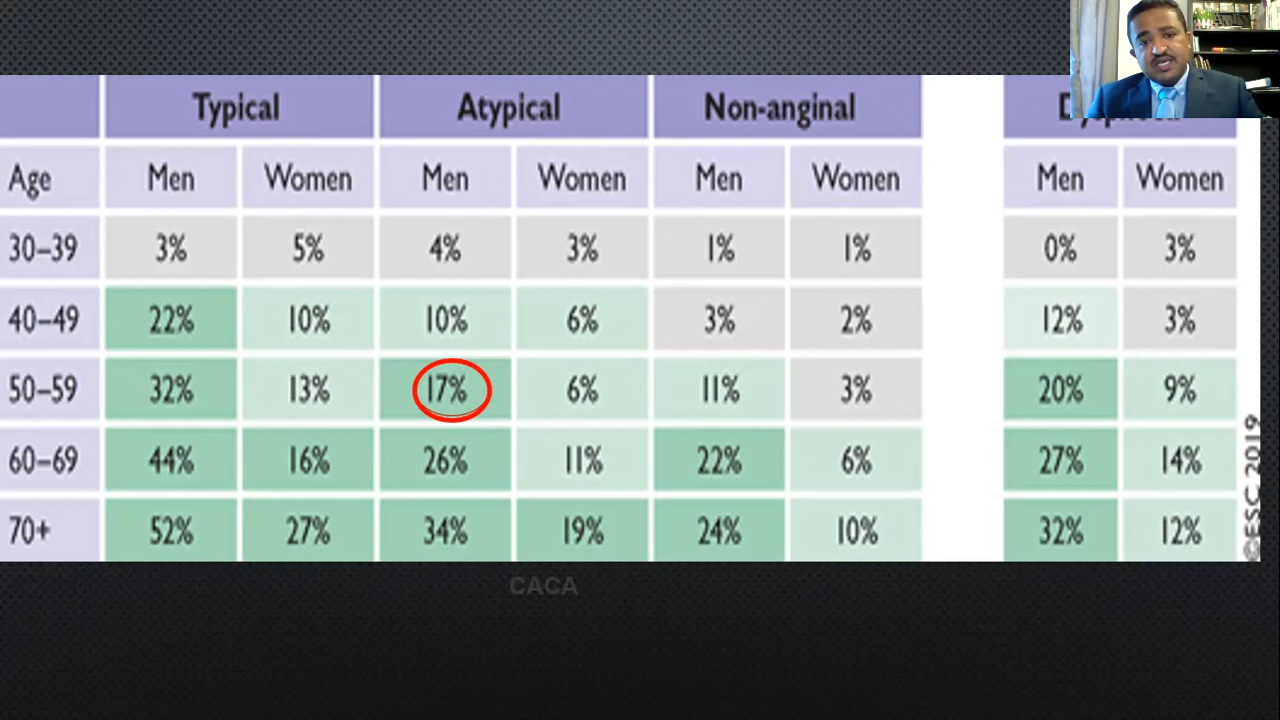 Typical Atypical Non-anginal
Age Men Women Men Women Men Women Men Women
30–39 3% 5% 4% 3% 1% 1% 0% 3%
40–49 22% 10% 10% 6% 3% 2% 12% 3%
50–59 32% 13% 17% 6% 11% 3% 20% 9%
60–69 44% 16% 26% 11% 22% 6% 27% 14%
70+ 52% 27% 34% 19% 24% 10% 32% 12%
©ESC 2019
CACA